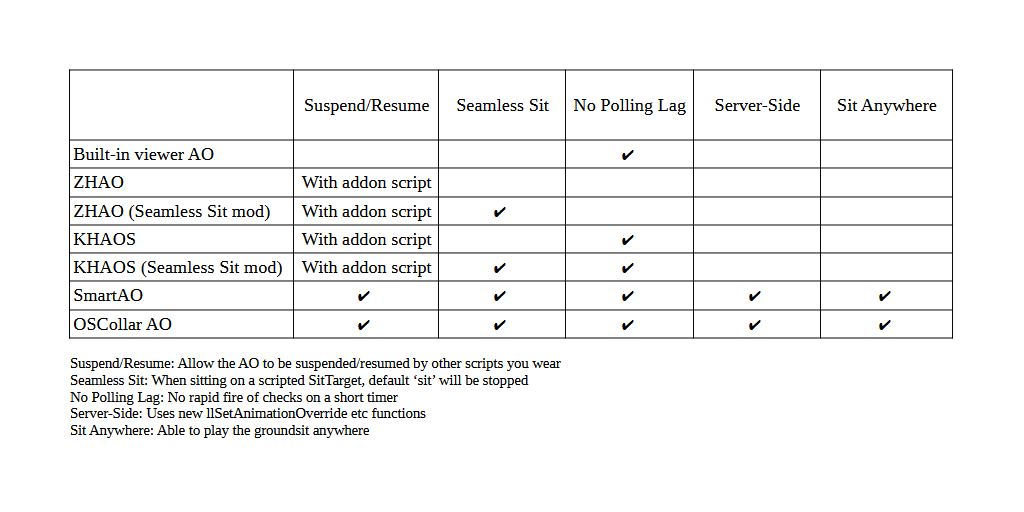 Suspend/Resume Seamless Sit No Polling Lag Server-Side Sit Anywhere
Built-in viewer AO ✔
ZHAO With addon script
ZHAO (Seamless Sit mod) With addon script ✔
KHAOS With addon script ✔
KHAOS (Seamless Sit mod) With addon script ✔ ✔
SmartAO ✔ ✔ ✔ ✔ ✔
OSCollar AO ✔ ✔ ✔ ✔ ✔
Suspend/Resume: Allow the AO to be suspended/resumed by other scripts you wear
Seamless Sit: When sitting on a scripted SitTarget, default ‘sit’ will be stopped
No Polling Lag: No rapid fire of checks on a short timer
Server-Side: Uses new llSetAnimationOverride etc functions
Sit Anywhere: Able to play the groundsit anywhere